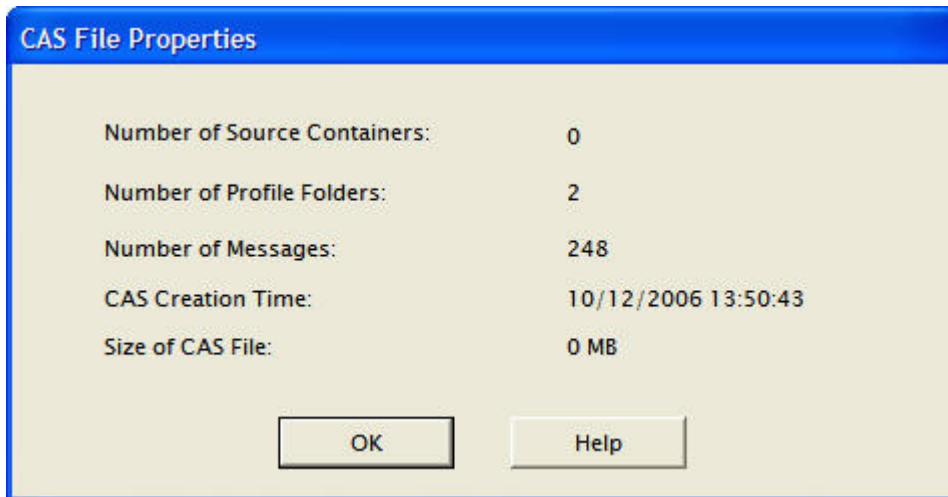 CAS File Properties
Number of Source Containers: 0
Number of Profile Folders: 2
Number of Messages: 248
CAS Creation Time: 10/12/2006 13:50:43
Size of CAS File: 0 MB
OK Help